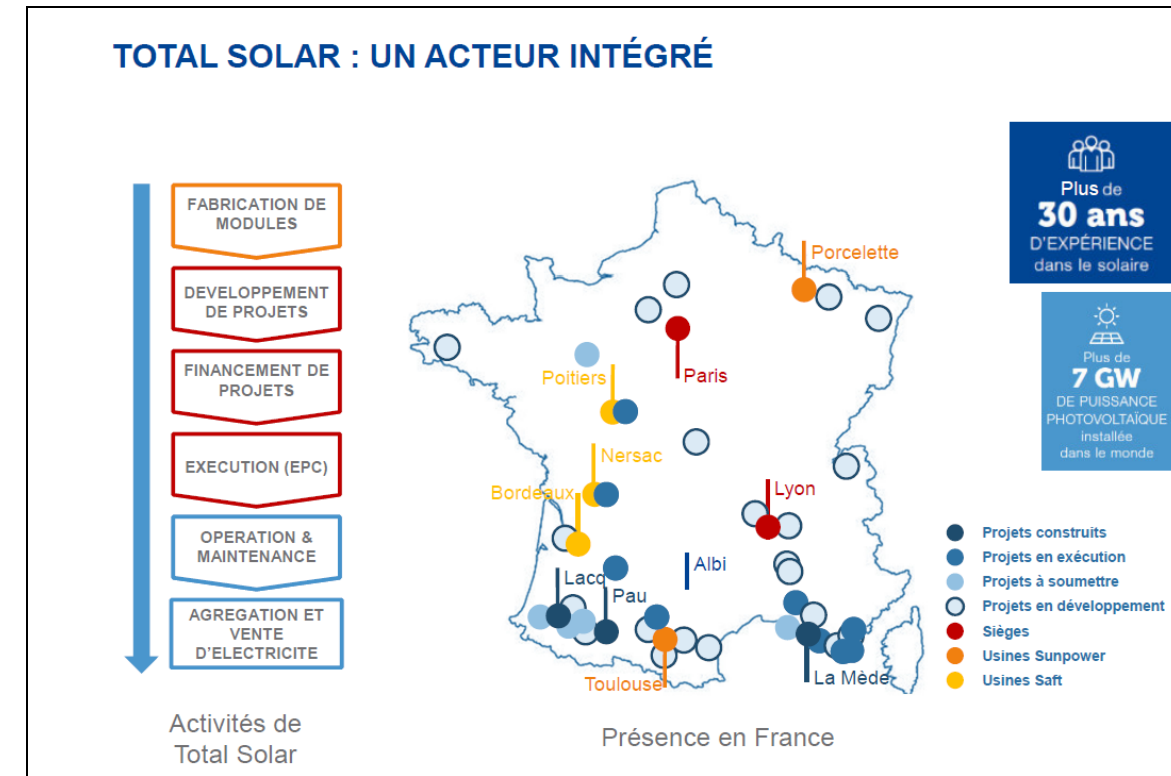 TOTAL SOLAR : UN ACTEUR INTÉGRÉ
FABRICATION DE
MODULES
DEVELOPPEMENT
DE PROJETS
FINANCEMENT DE
PROJETS
EXECUTION (EPC)
OPERATION &
MAINTENANCE
AGREGATION ET
VENTE
D'ELECTRICITE
Activités de
Total Solar
Porcelette
Paris
Poitiers
Nersac
Bordeaux
Lyon
Albi
Lacq
Pau
Toulouse
La Mède
Présence en France
Plus de
30 ans
D'EXPÉRIENCE
dans le solaire
Plus de
7 GW
DE PUISSANCE
PHOTOVOLTAÏQUE
installée
dans le monde
Projets construits
Projets en exécution
Projets à soumettre
Projets en développement
Sièges
Usines Sunpower
Usines Saft